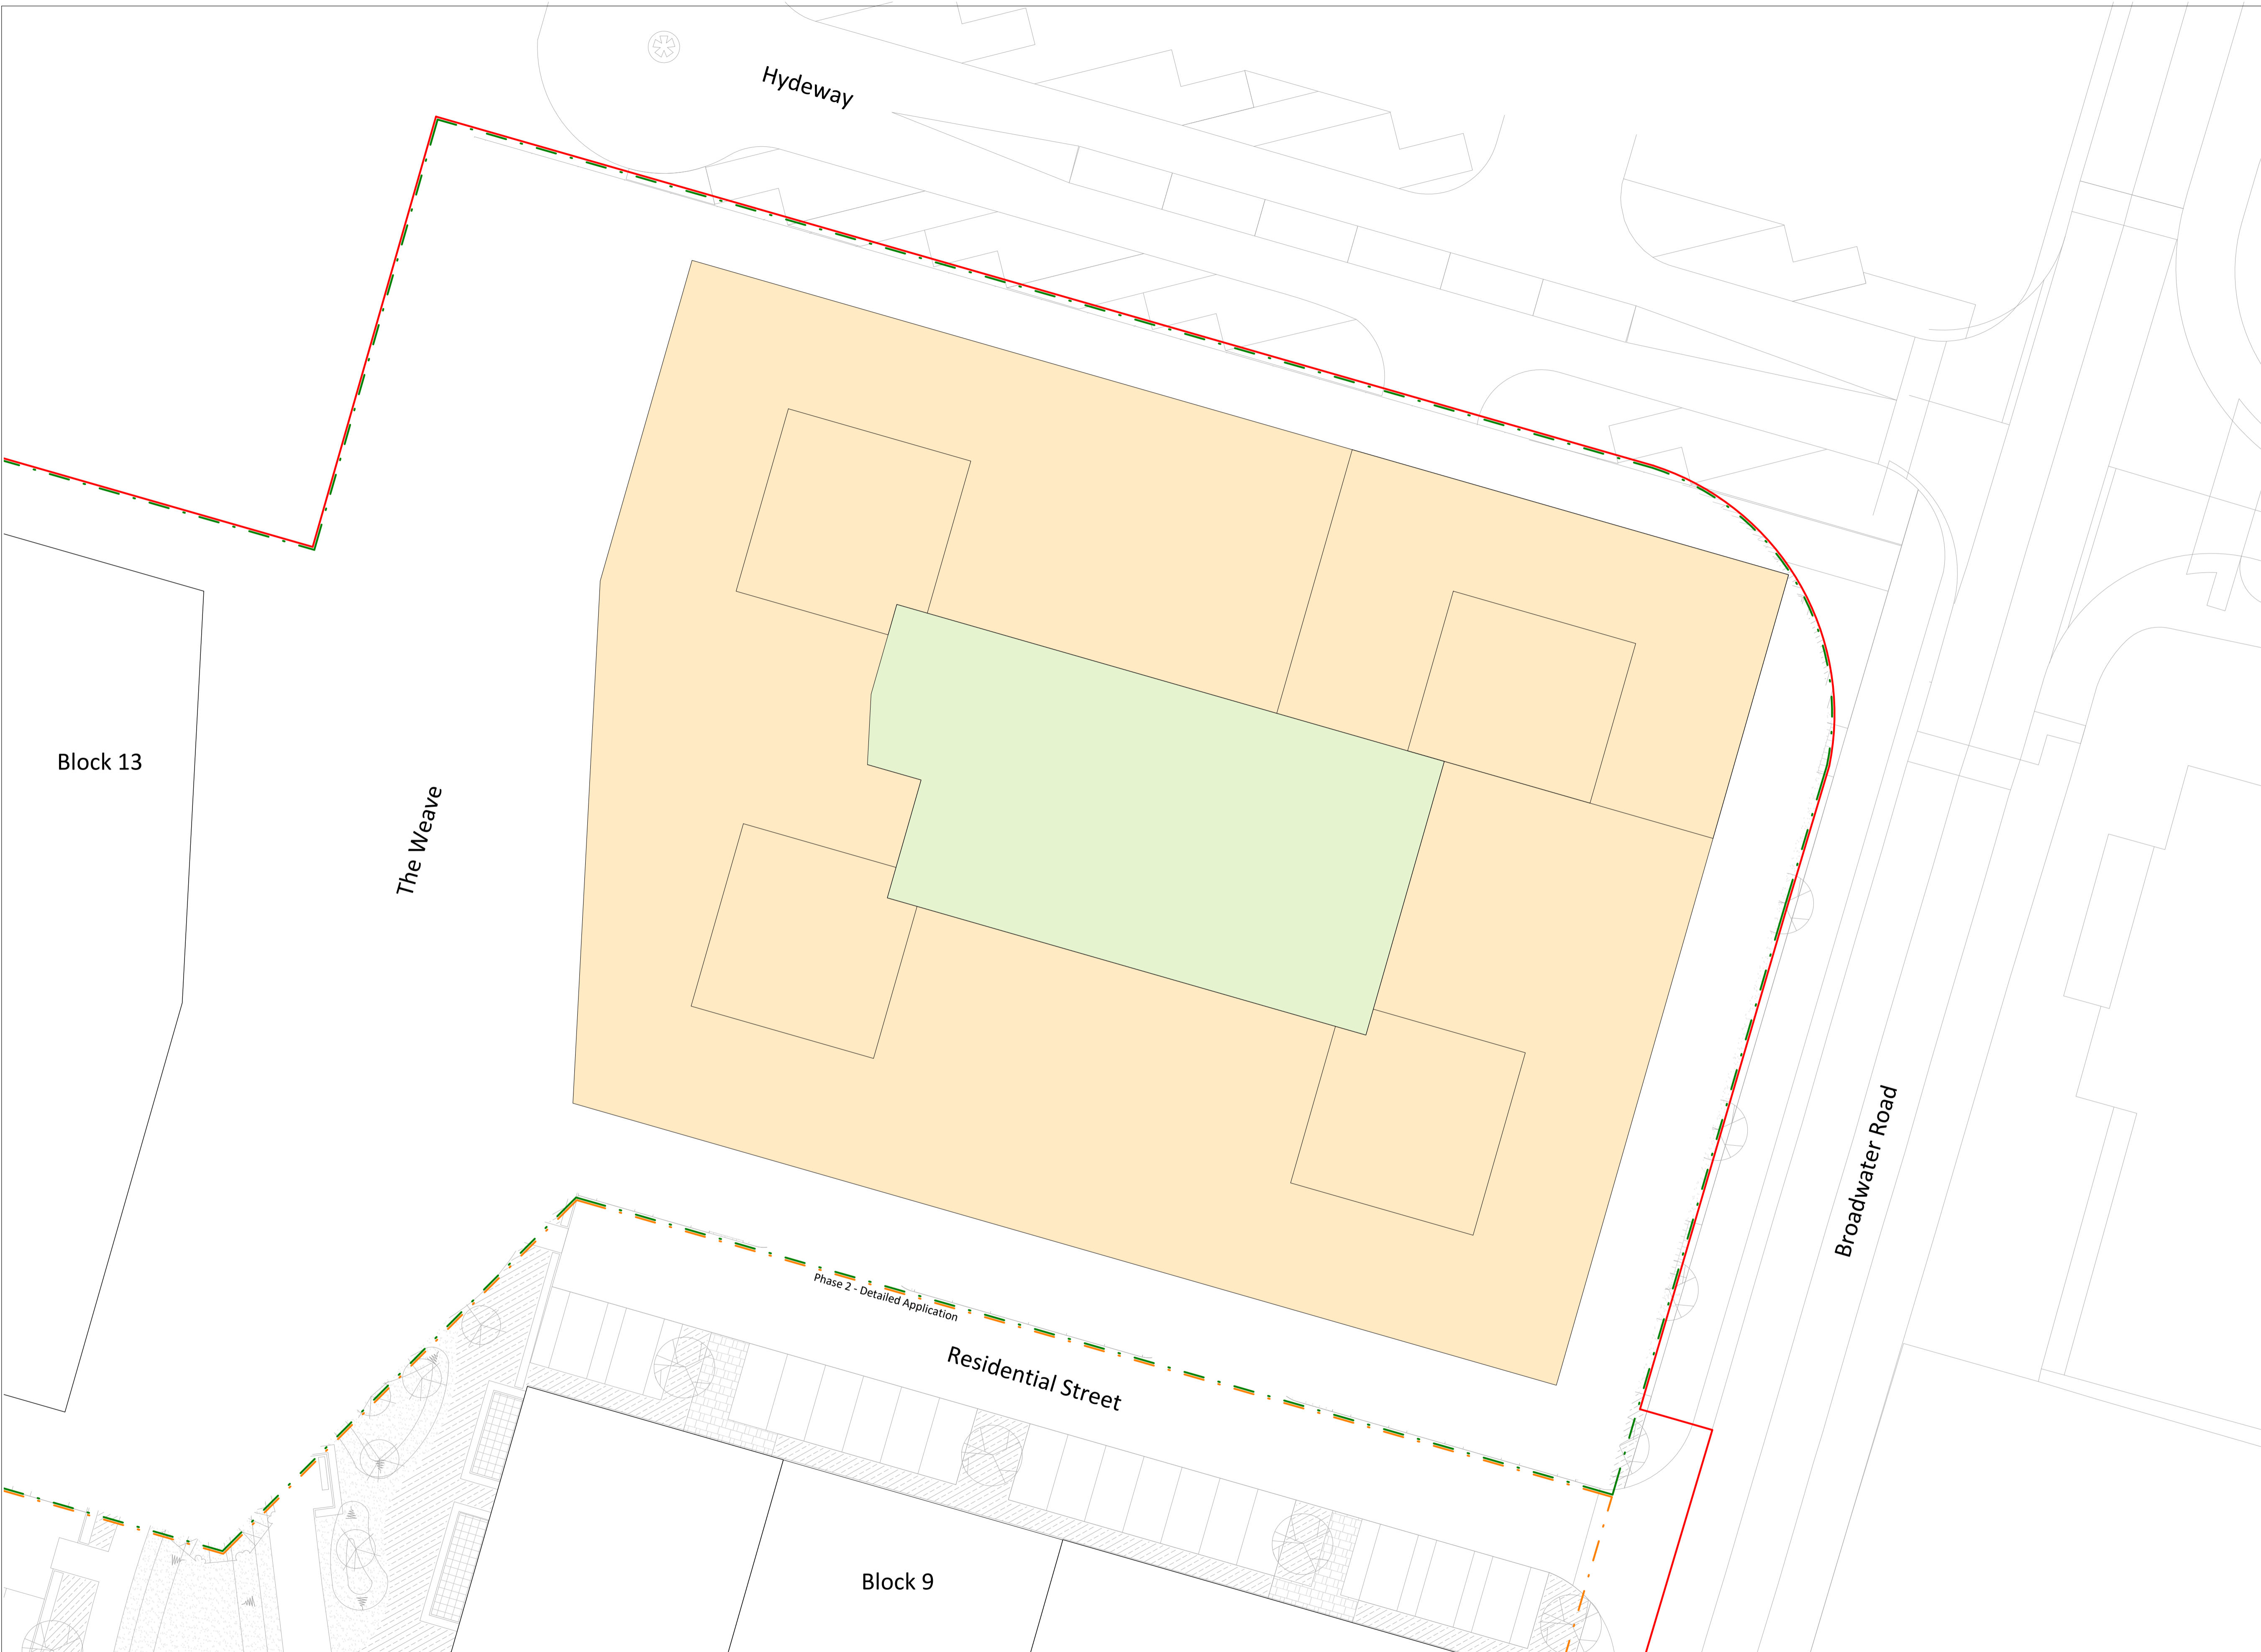 Hydeway
Block 13
The Weave
Broadwater Road
Phase 2 - Detailed Application
Residential Street
Block 9